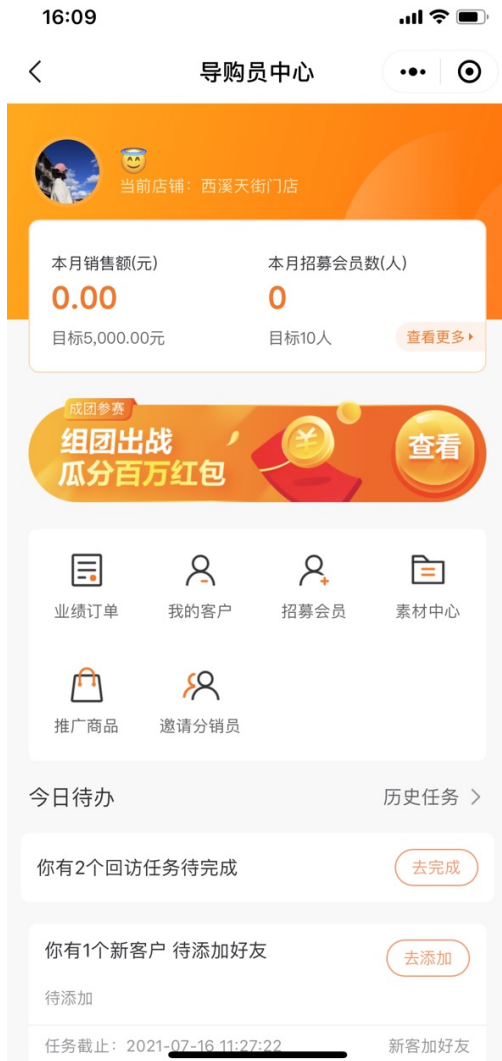 16:09
导购员中心
当前店铺：西溪天街门店
本月销售额(元)
本月招募会员数(人)
0.00
0
目标5,000.00元
目标10人
查看更多
成团参赛
组团出战
瓜分百万红包
查看
业绩订单
我的客户
招募会员
素材中心
推广商品
邀请分销员
今日待办
历史任务
你有2个回访任务待完成
去完成
你有1个新客户 待添加好友
去添加
待添加
任务截止：2021-07-16 11:27:22
新客加好友